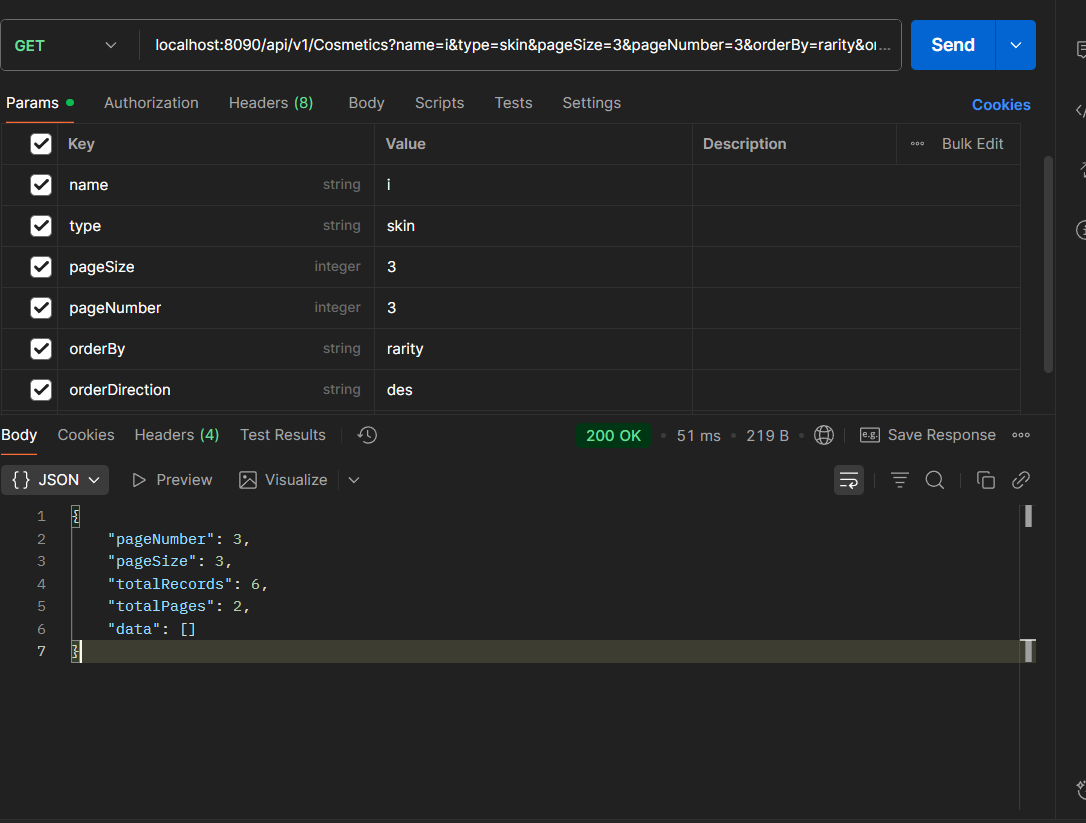 GET localhost:8090/api/v1/Cosmetics?name=i&type=skin&pageSize=3&pageNumber=3&orderBy=rarity&o... Send
Params Authorization Headers (8) Body Scripts Tests Settings Cookies
Key Value Description Bulk Edit
name string i
type string skin
pageSize integer 3
pageNumber integer 3
orderBy string rarity
orderDirection string des
Body Cookies Headers (4) Test Results 200 OK 51 ms 219 B e.g. Save Response
{} JSON Preview Visualize
1 {
2 "pageNumber": 3,
3 "pageSize": 3,
4 "totalRecords": 6,
5 "totalPages": 2,
6 "data": []
7 }